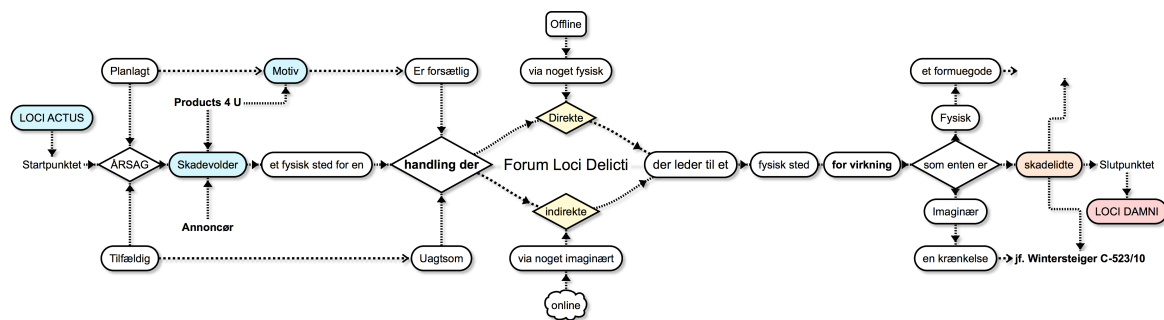 Offline
Planlagt
Motiv
Er forsætlig
via noget fysisk
et formuegode
Products 4 U
LOCI ACTUS
Direkte
Fysisk
Startpunktet
ÅRSAG
Skadevolder
et fysisk sted for en
handling der
Forum Loci Delicti
der leder til et
fysisk sted
for virkning
som enten er
skadelidte
Slutpunktet
Annoncør
indirekte
Imaginær
LOCI DAMNI
Tilfældig
Uagtsom
via noget imaginært
en krænkelse
jf. Wintersteiger C-523/10
online